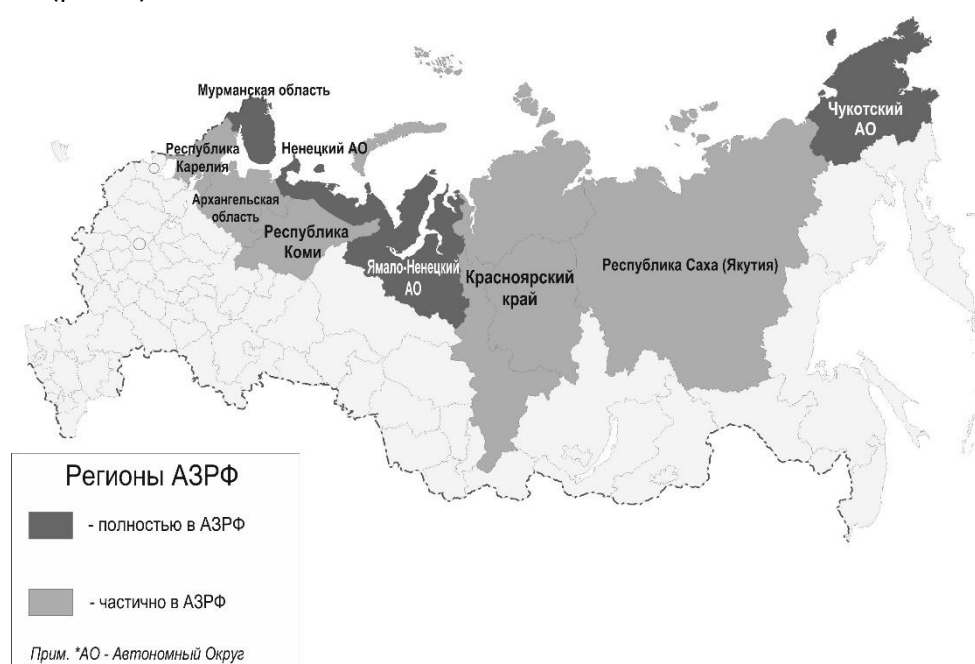 Мурманская область
Республика
Карелия
Ненецкий АО
Архангельская
область
Республика
Коми
Ямало-Ненецкий
АО
Красноярский
край
Республика Саха (Якутия)
Чукотский
АО
Регионы АЗРФ
- полностью в АЗРФ
- частично в АЗРФ
Прим. *АО - Автономный Округ